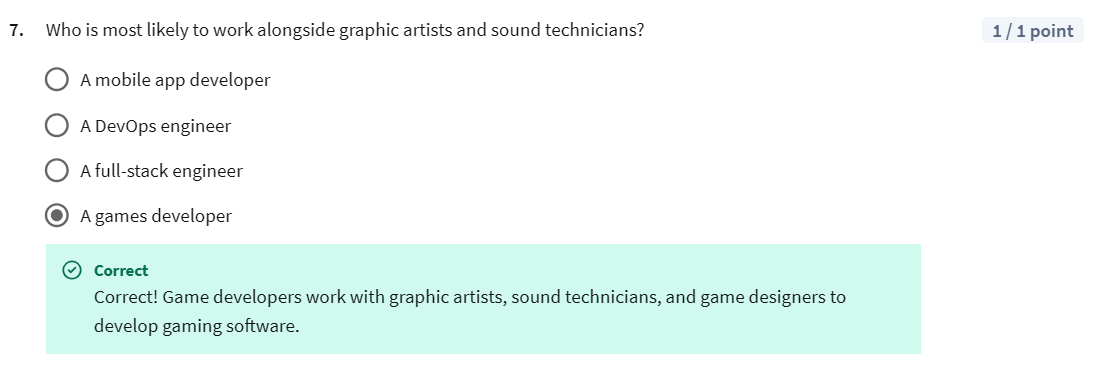 7. Who is most likely to work alongside graphic artists and sound technicians?
1 / 1 point
A mobile app developer
A DevOps engineer
A full-stack engineer
A games developer
Correct
Correct! Game developers work with graphic artists, sound technicians, and game designers to
develop gaming software.